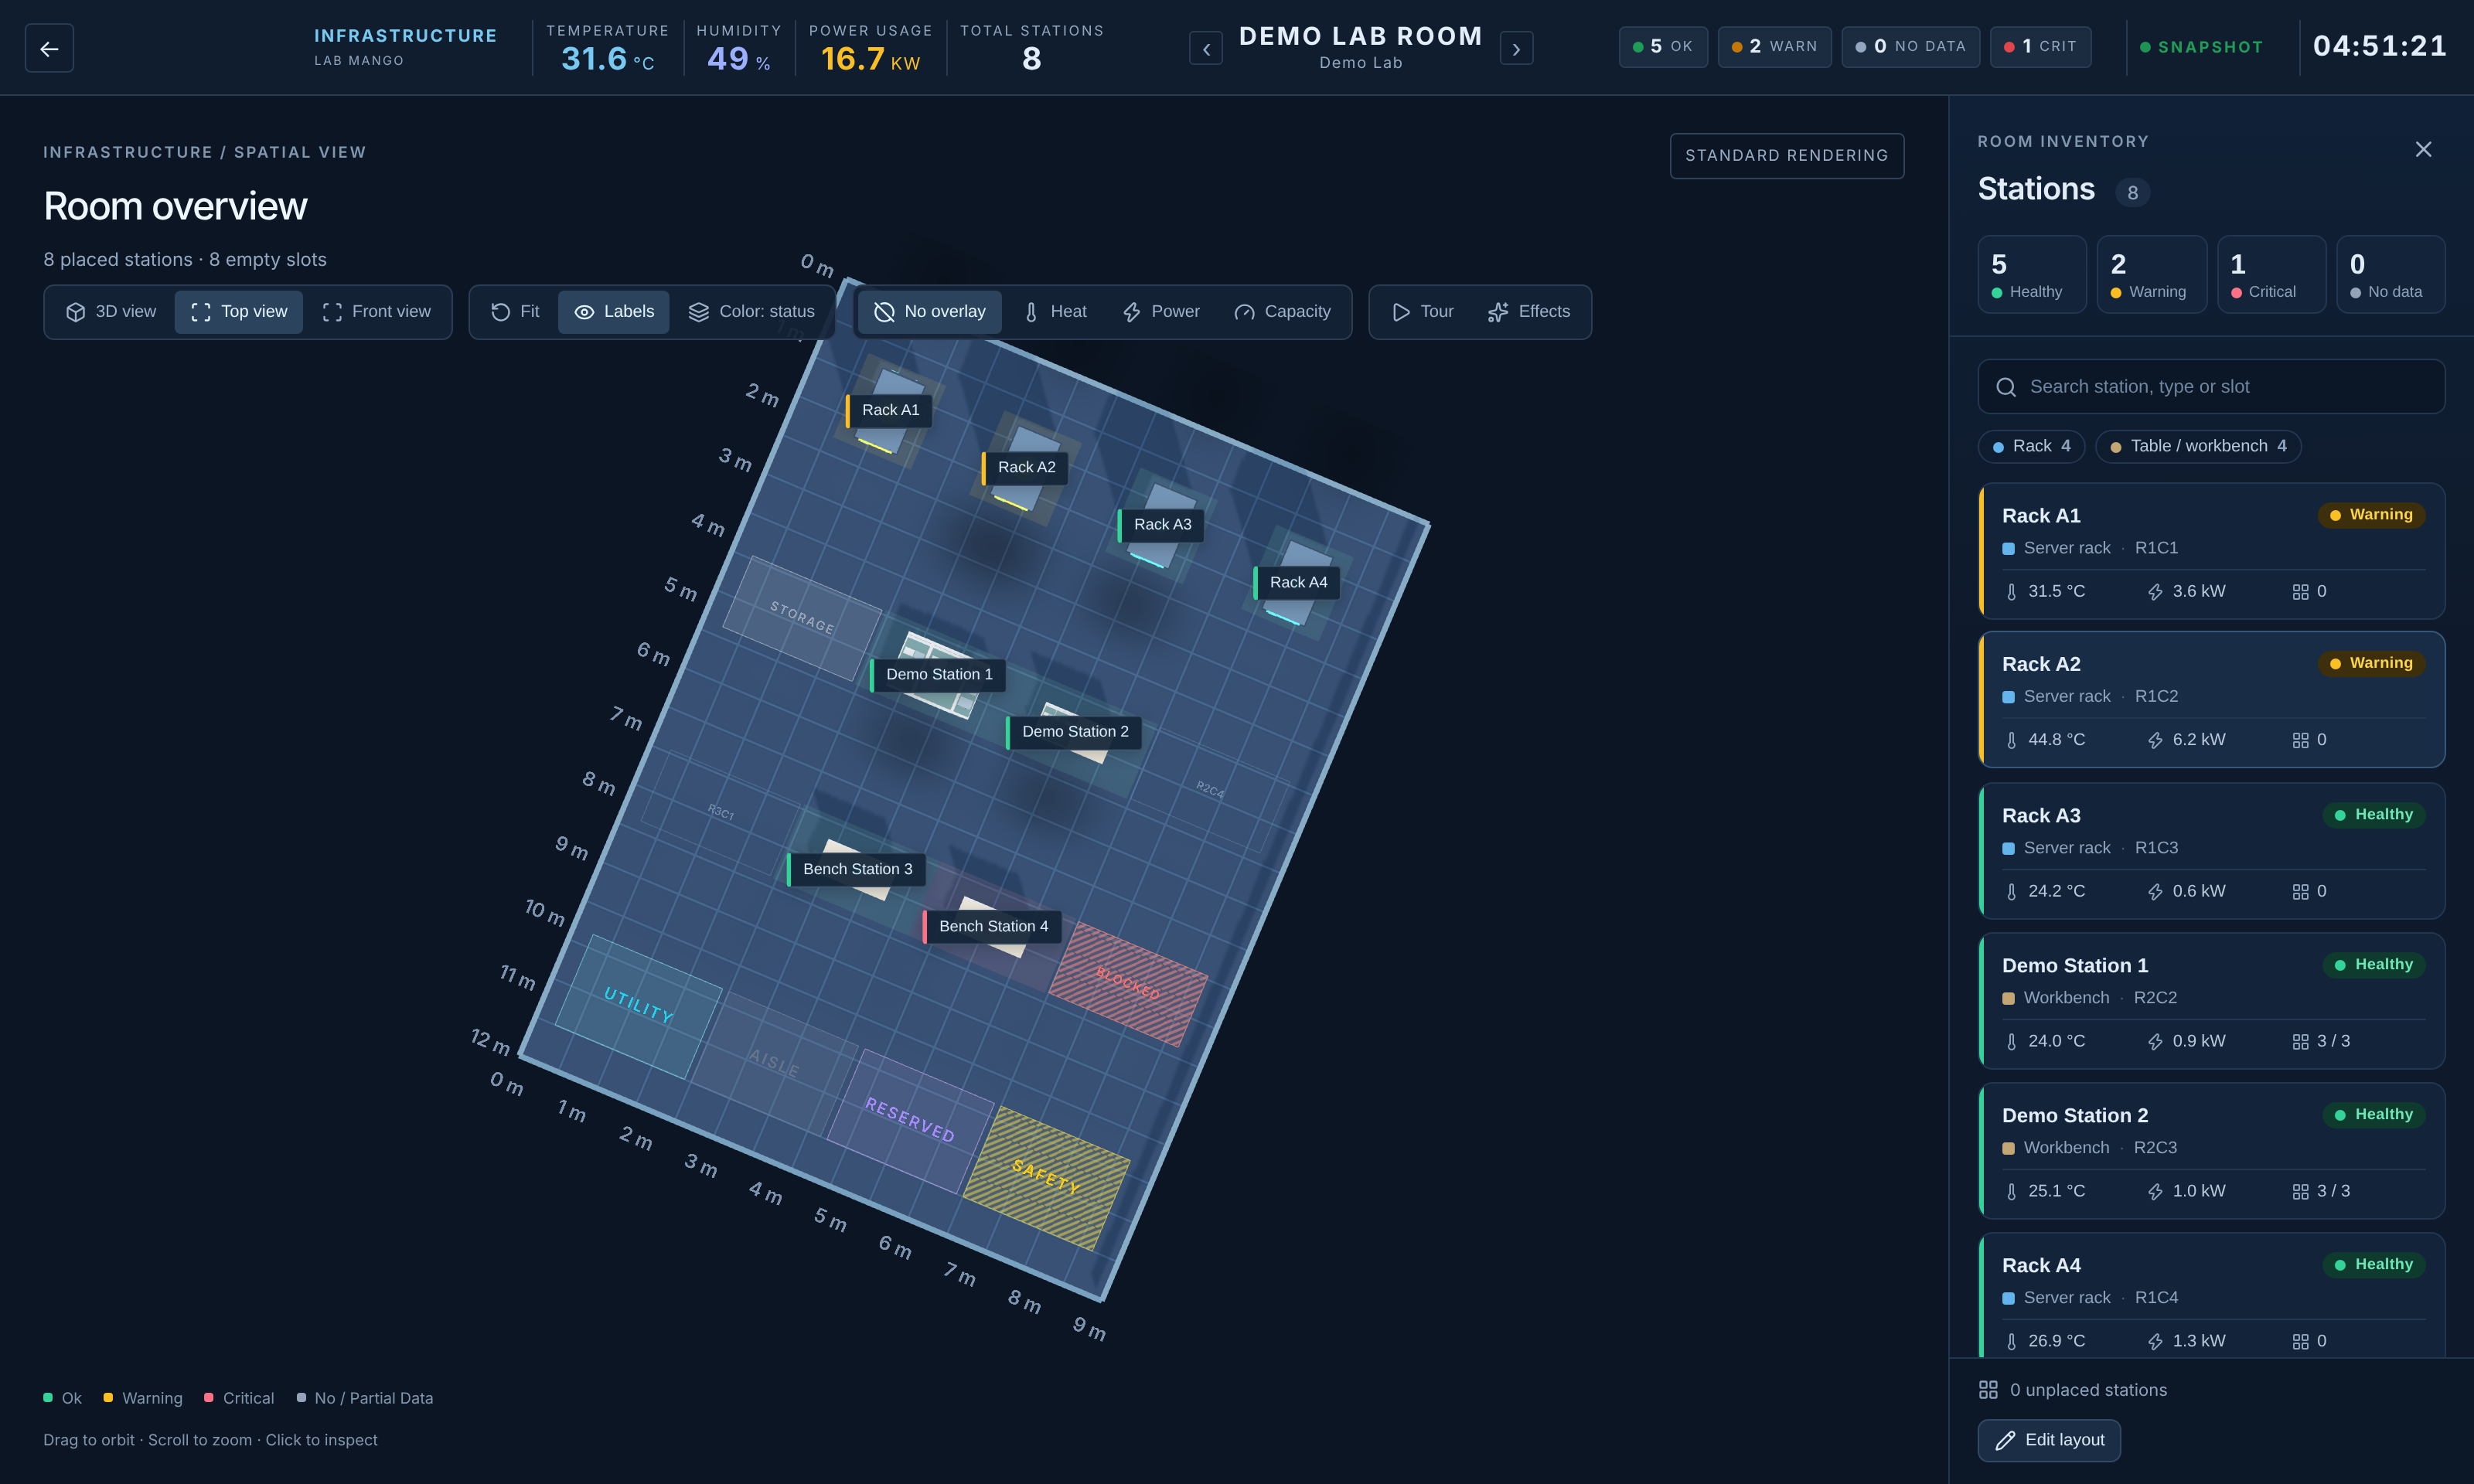 INFRASTRUCTURE
LAB MANGO
TEMPERATURE
31.6 °C
HUMIDITY
49 %
POWER USAGE
16.7 KW
TOTAL STATIONS
8
DEMO LAB ROOM
Demo Lab
5 OK
2 WARN
0 NO DATA
1 CRIT
SNAPSHOT
04:51:21
INFRASTRUCTURE / SPATIAL VIEW
STANDARD RENDERING
Room overview
8 placed stations · 8 empty slots
3D view
Top view
Front view
Fit
Labels
Color: status
No overlay
Heat
Power
Capacity
Tour
Effects
0 m
1 m
2 m
3 m
4 m
5 m
6 m
7 m
8 m
9 m
10 m
11 m
12 m
0 m
1 m
2 m
3 m
4 m
5 m
6 m
7 m
8 m
9 m
Rack A1
Rack A2
Rack A3
Rack A4
STORAGE
Demo Station 1
Demo Station 2
R2C4
R3C1
Bench Station 3
Bench Station 4
BLOCKED
UTILITY
AISLE
RESERVED
SAFETY
Ok
Warning
Critical
No / Partial Data
Drag to orbit · Scroll to zoom · Click to inspect
ROOM INVENTORY
Stations 8
5
Healthy
2
Warning
1
Critical
0
No data
Search station, type or slot
Rack 4
Table / workbench 4
Rack A1
Warning
Server rack · R1C1
31.5 °C
3.6 kW
0
Rack A2
Warning
Server rack · R1C2
44.8 °C
6.2 kW
0
Rack A3
Healthy
Server rack · R1C3
24.2 °C
0.6 kW
0
Demo Station 1
Healthy
Workbench · R2C2
24.0 °C
0.9 kW
3 / 3
Demo Station 2
Healthy
Workbench · R2C3
25.1 °C
1.0 kW
3 / 3
Rack A4
Healthy
Server rack · R1C4
26.9 °C
1.3 kW
0
0 unplaced stations
Edit layout